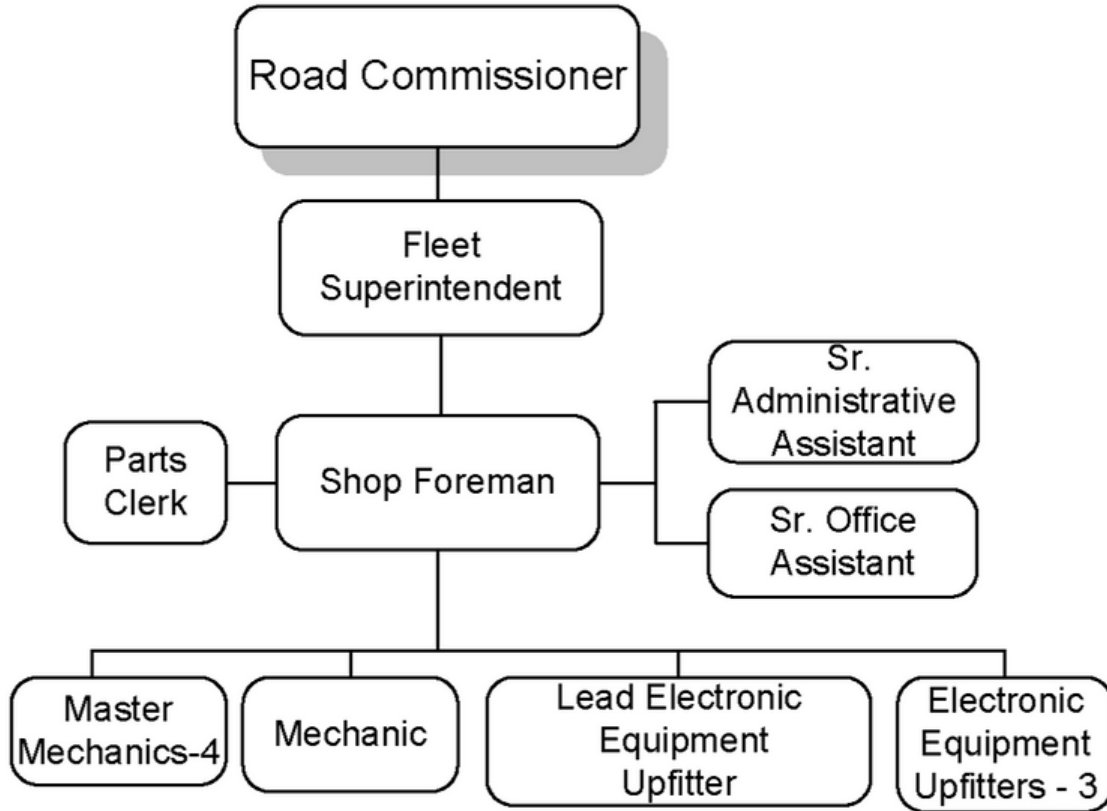 Road Commissioner
Fleet
Superintendent
Sr.
Administrative
Assistant
Parts
Clerk
Shop Foreman
Sr. Office
Assistant
Master
Mechanics-4
Mechanic
Lead Electronic
Equipment
Upfitter
Electronic
Equipment
Upfitters - 3